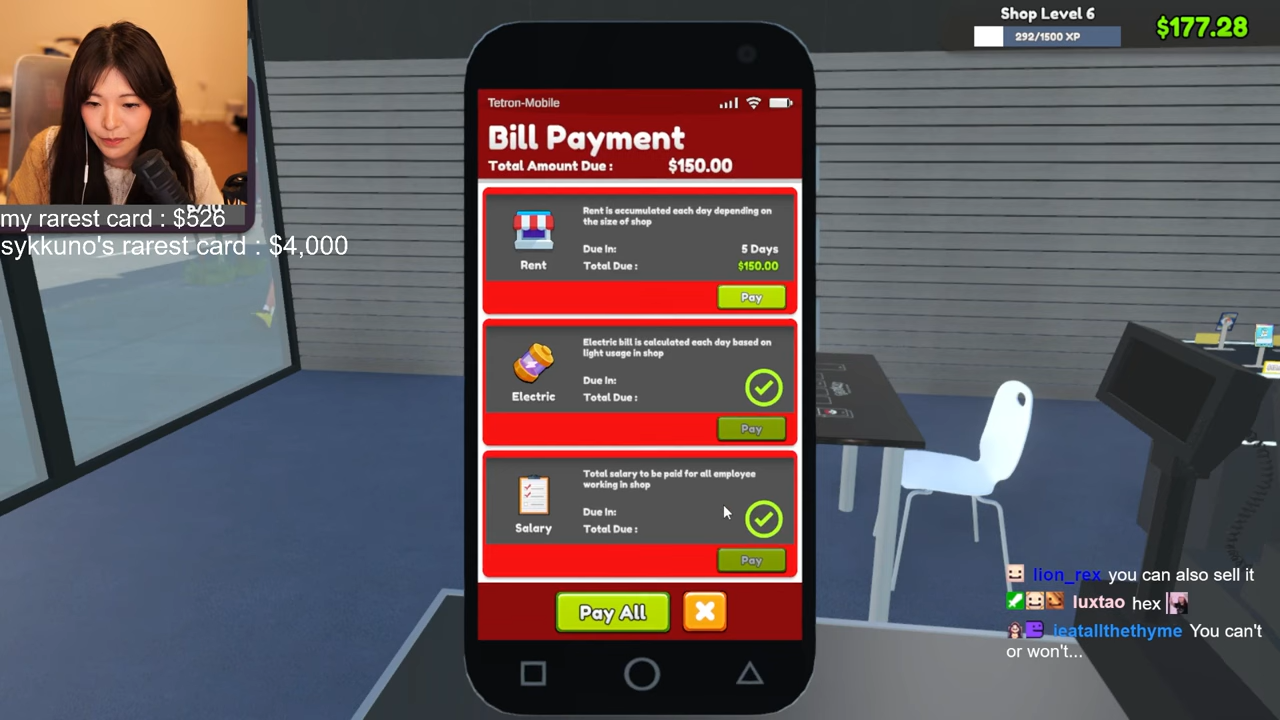 Shop Level 6
292/1500 XP
$177.28
Tetron-Mobile
Bill Payment
Total Amount Due : $150.00
Rent is accumulated each day depending on
the size of shop
Due In: 5 Days
Total Due : $150.00
Rent
Pay
Electric bill is calculated each day based on
light usage in shop
Due In:
Total Due :
Electric
Pay
Total salary to be paid for all employee
working in shop
Due In:
Total Due :
Salary
Pay
Pay All
my rarest card : $526
sykkuno's rarest card : $4,000
lion_rex you can also sell it
luxtao hex
ieatallthethyme You can't
or won't...